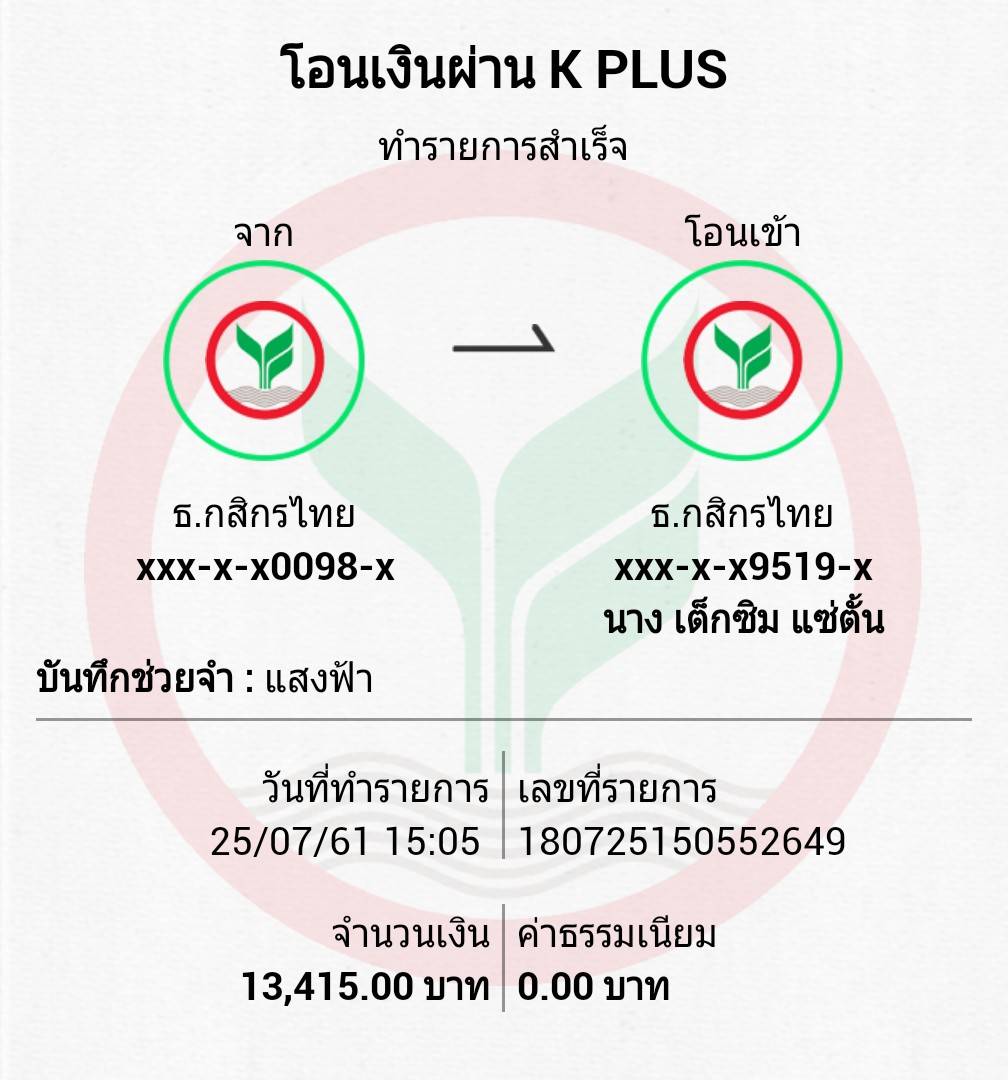 โอนเงินผ่าน K PLUS
ทำรายการสำเร็จ
จาก
โอนเข้า
ธ.กสิกรไทย
xxx-x-x0098-x
ธ.กสิกรไทย
xxx-x-x9519-x
นาง เต็กซิม แซ่ตั้น
บันทึกช่วยจำ : แสงฟ้า
วันที่ทำรายการ
25/07/61 15:05
เลขที่รายการ
180725150552649
จำนวนเงิน
13,415.00 บาท
ค่าธรรมเนียม
0.00 บาท